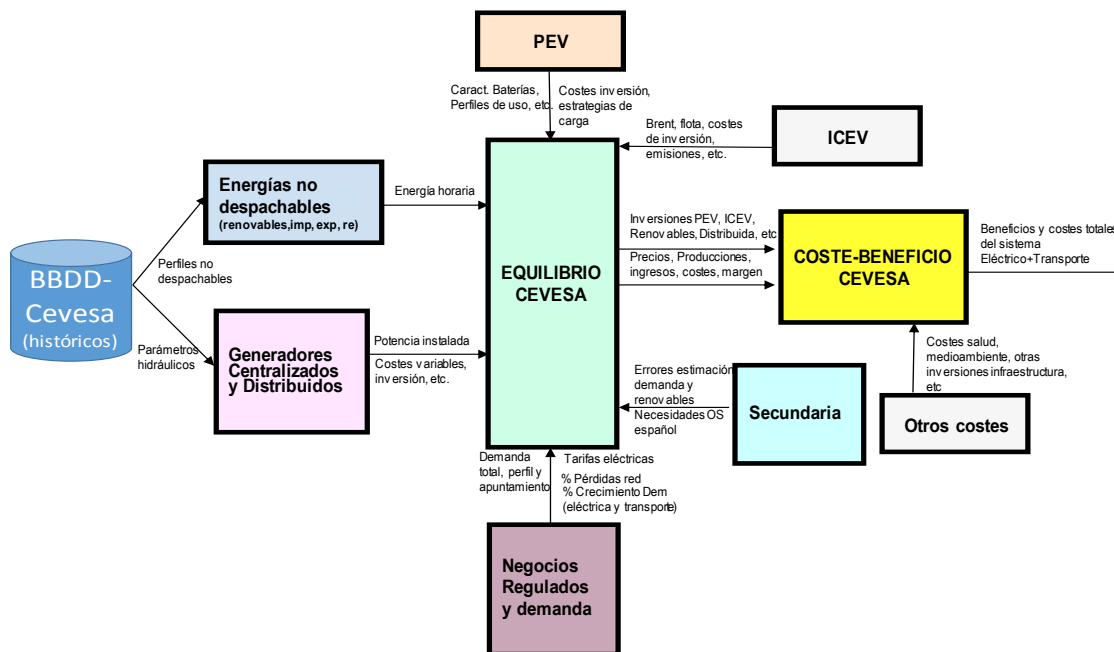 PEV
Caract. Baterías,
Perfiles de uso, etc.
Costes inversión,
estrategias de
carga
Brent, flota, costes
de inversión,
emisiones, etc.
ICEV
Energías no
despachables
(renovables,imp, exp, re)
Energía horaria
BBDD-
Cevesa
(históricos)
Perfiles no
despachables
Parámetros
hidráulicos
Generadores
Centralizados
y Distribuidos
Potencia instalada
Costes variables,
inversión, etc.
EQUILIBRIO
CEVESA
Inversiones PEV, ICEV,
Renovables, Distribuida, etc
Precios, Producciones,
ingresos, costes, margen
COSTE-BENEFICIO
CEVESA
Beneficios y costes totales
del sistema
Eléctrico+Transporte
Errores estimación
demanda y
renovables
Necesidades OS
español
Secundaria
Costes salud,
medioambiente, otras
inversiones infraestructura,
etc
Otros costes
Demanda
total, perfil y
apuntamiento
Tarifas eléctricas
% Pérdidas red
% Crecimiento Dem
(eléctrica y transporte)
Negocios
Regulados
y demanda